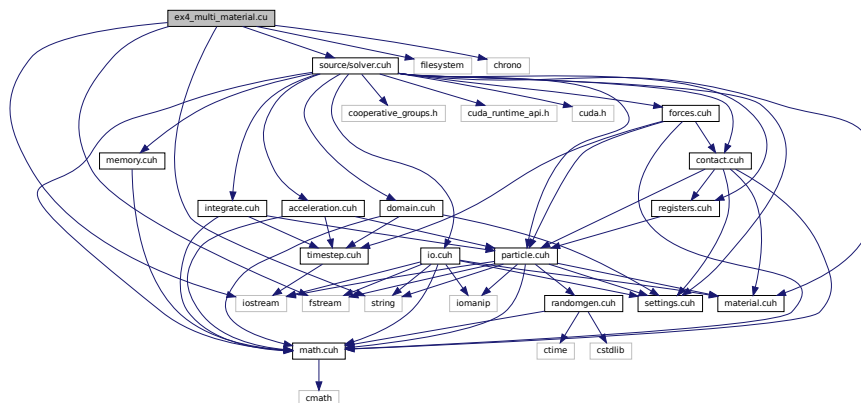 ex4_multi_material.cu
source/solver.cuh
filesystem
chrono
cooperative_groups.h
cuda_runtime_api.h
cuda.h
forces.cuh
memory.cuh
contact.cuh
integrate.cuh
acceleration.cuh
domain.cuh
registers.cuh
timestep.cuh
io.cuh
particle.cuh
iostream
fstream
string
iomanip
randomgen.cuh
settings.cuh
material.cuh
math.cuh
ctime
cstdlib
cmath